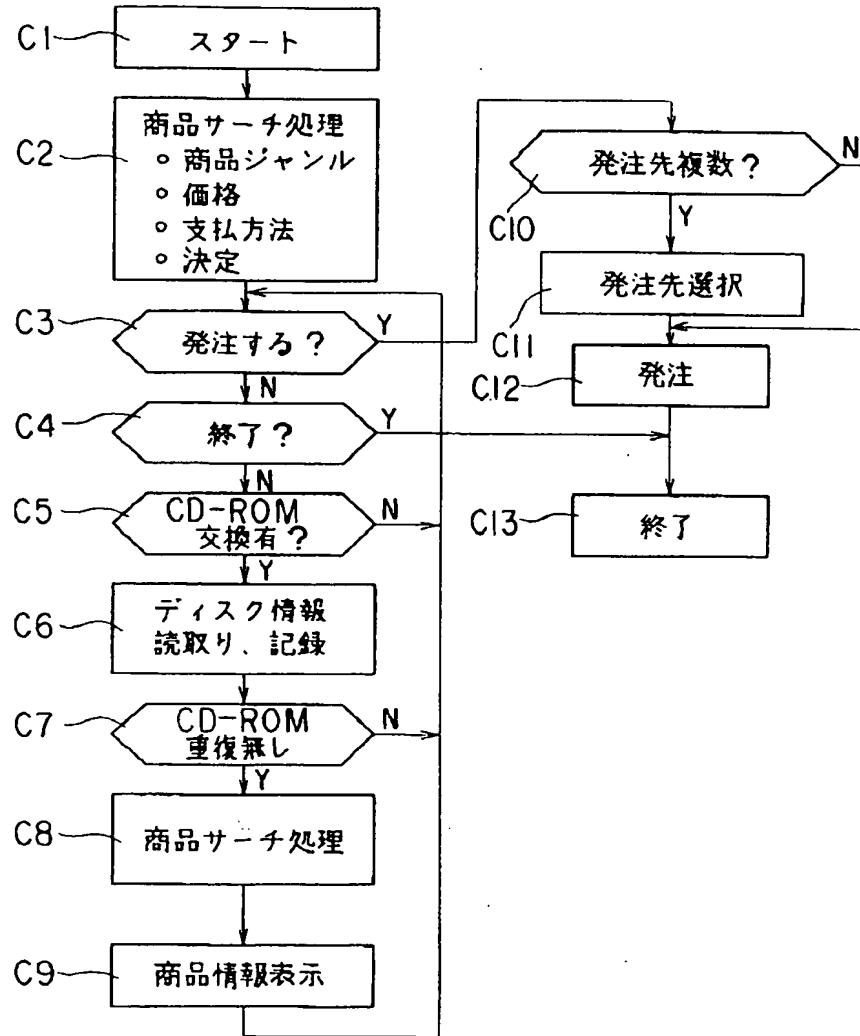 C1
スタート
C2
商品サーチ処理
○ 商品ジャンル
○ 価格
○ 支払方法
○ 決定
C3
発注する?
Y
N
C4
終了?
Y
N
C5
CD-ROM
交換有?
N
Y
C6
ディスク情報
読取り、記録
C7
CD-ROM
重復無し
N
Y
C8
商品サーチ処理
C9
商品情報表示
発注先複数?
N
C10
Y
発注先選択
C11
発注
C12
C13
終了